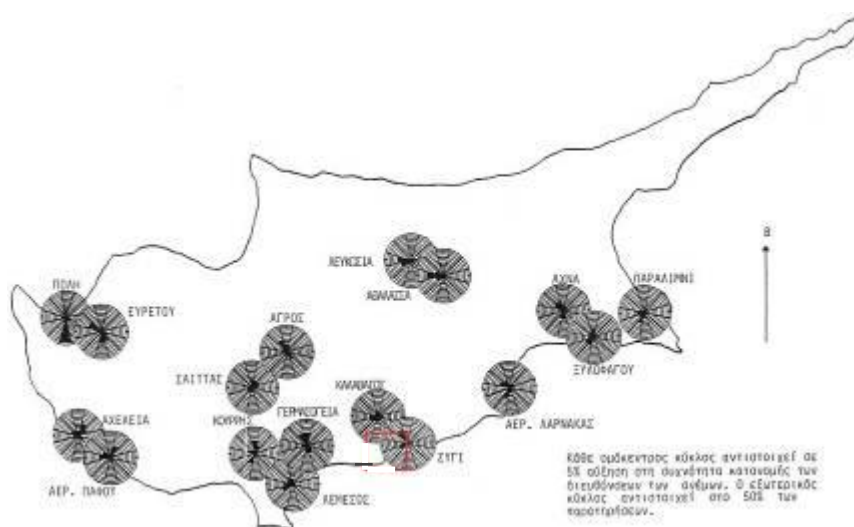 Β
ΛΕΥΚΩΣΙΑ
ΑΘΑΛΑΣΣΑ
ΑΧΝΑ
ΠΑΡΑΛΙΜΝΙ
ΠΟΛΗ
ΕΥΡΕΤΟΥ
ΑΓΡΟΣ
ΞΥΛΟΦΑΓΟΥ
ΣΑΙΤΤΑΣ
ΚΑΛΑΒΑΣΟΣ
ΑΧΕΛΕΙΑ
ΚΟΥΡΡΗΣ
ΓΕΡΜΑΣΟΓΕΙΑ
ΑΕΡ. ΛΑΡΝΑΚΑΣ
ΖΥΓΙ
ΑΕΡ. ΠΑΦΟΥ
ΛΕΜΕΣΟΣ
Κάθε ομόκεντρος κύκλος αντιστοιχεί σε
5% αύξηση στη συχνότητα κατανομής των
διευθύνσεων των ανέμων. Ο εξωτερικός
κύκλος αντιστοιχεί στο 50% των
παρατηρήσεων.